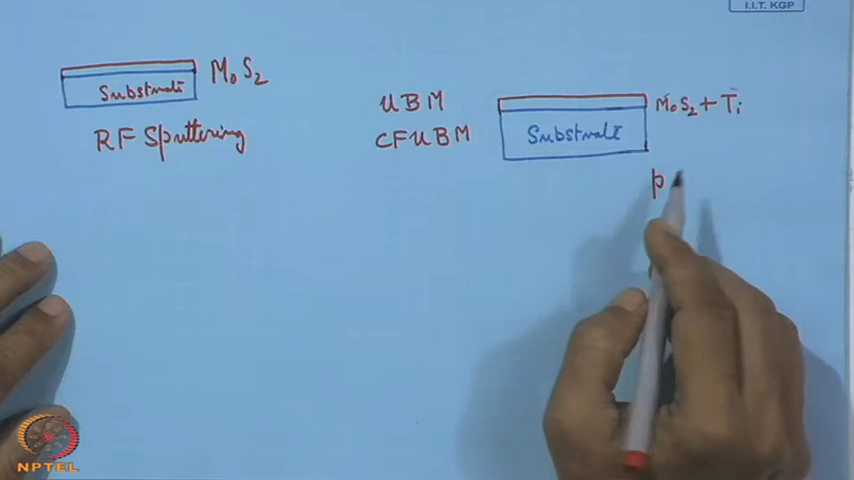 I.I.T. KGP
MoS2
Substrate
RF Sputtering
UBM
CFUBM
MoS2 + Ti
Substrate
p
NPTEL